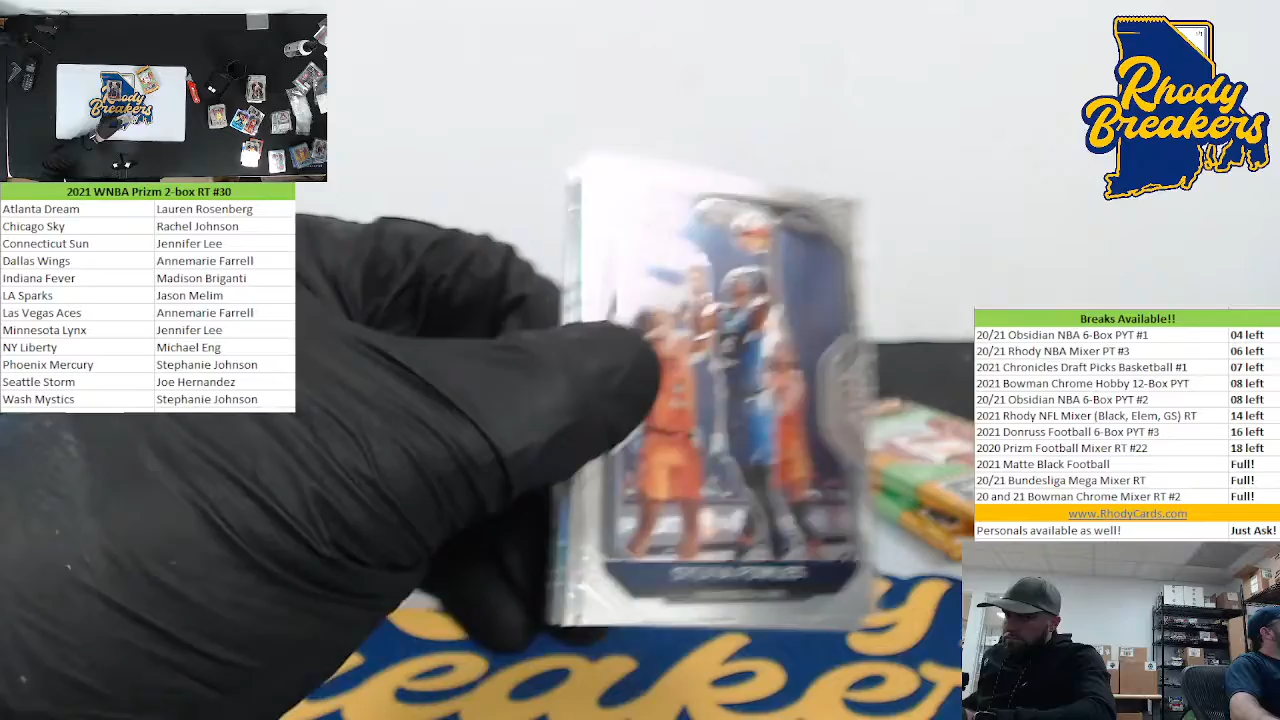 Rhody
Breakers
2021 WNBA Prizm 2-box RT #30
Atlanta Dream Lauren Rosenberg
Chicago Sky Rachel Johnson
Connecticut Sun Jennifer Lee
Dallas Wings Annemarie Farrell
Indiana Fever Madison Briganti
LA Sparks Jason Melim
Las Vegas Aces Annemarie Farrell
Minnesota Lynx Jennifer Lee
NY Liberty Michael Eng
Phoenix Mercury Stephanie Johnson
Seattle Storm Joe Hernandez
Wash Mystics Stephanie Johnson
Rhody
Breakers
Breaks Available!!
20/21 Obsidian NBA 6-Box PYT #1 04 left
20/21 Rhody NBA Mixer PT #3 06 left
2021 Chronicles Draft Picks Basketball #1 07 left
2021 Bowman Chrome Hobby 12-Box PYT 08 left
20/21 Obsidian NBA 6-Box PYT #2 08 left
2021 Rhody NFL Mixer (Black, Elem, GS) RT 14 left
2021 Donruss Football 6-Box PYT #3 16 left
2020 Prizm Football Mixer RT #22 18 left
2021 Matte Black Football Full!
20/21 Bundesliga Mega Mixer RT Full!
20 and 21 Bowman Chrome Mixer RT #2 Full!
www.RhodyCards.com
Personals available as well! Just Ask!